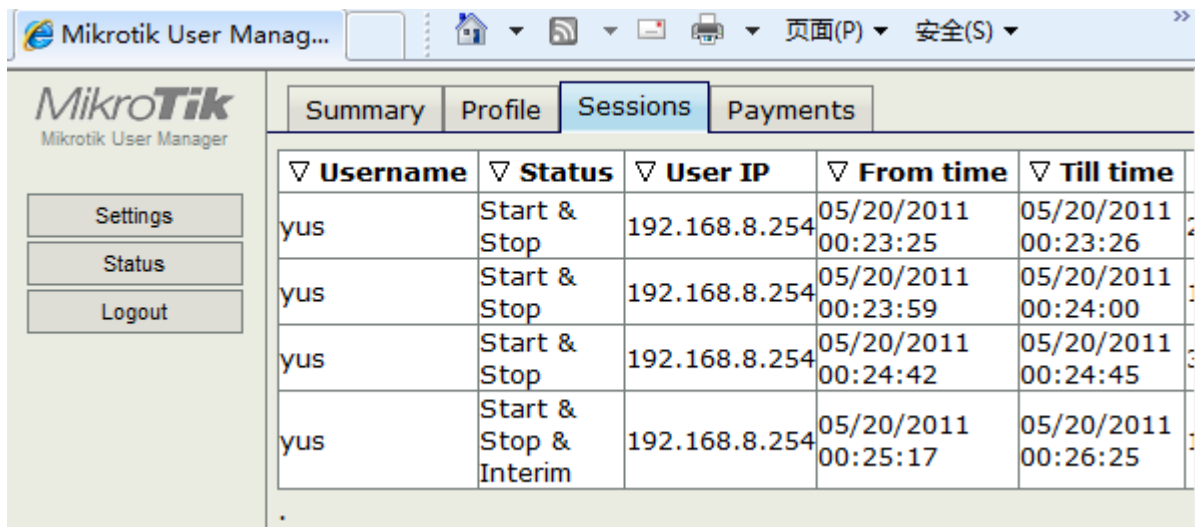 Mikrotik User Manag...
页面(P) 安全(S) »
MikroTik
Mikrotik User Manager
Settings
Status
Logout
Summary Profile Sessions Payments
▽ Username ▽ Status ▽ User IP ▽ From time ▽ Till time
yus Start & Stop 192.168.8.254 05/20/2011 00:23:25 05/20/2011 00:23:26
yus Start & Stop 192.168.8.254 05/20/2011 00:23:59 05/20/2011 00:24:00
yus Start & Stop 192.168.8.254 05/20/2011 00:24:42 05/20/2011 00:24:45
yus Start & Stop & Interim 192.168.8.254 05/20/2011 00:25:17 05/20/2011 00:26:25
.